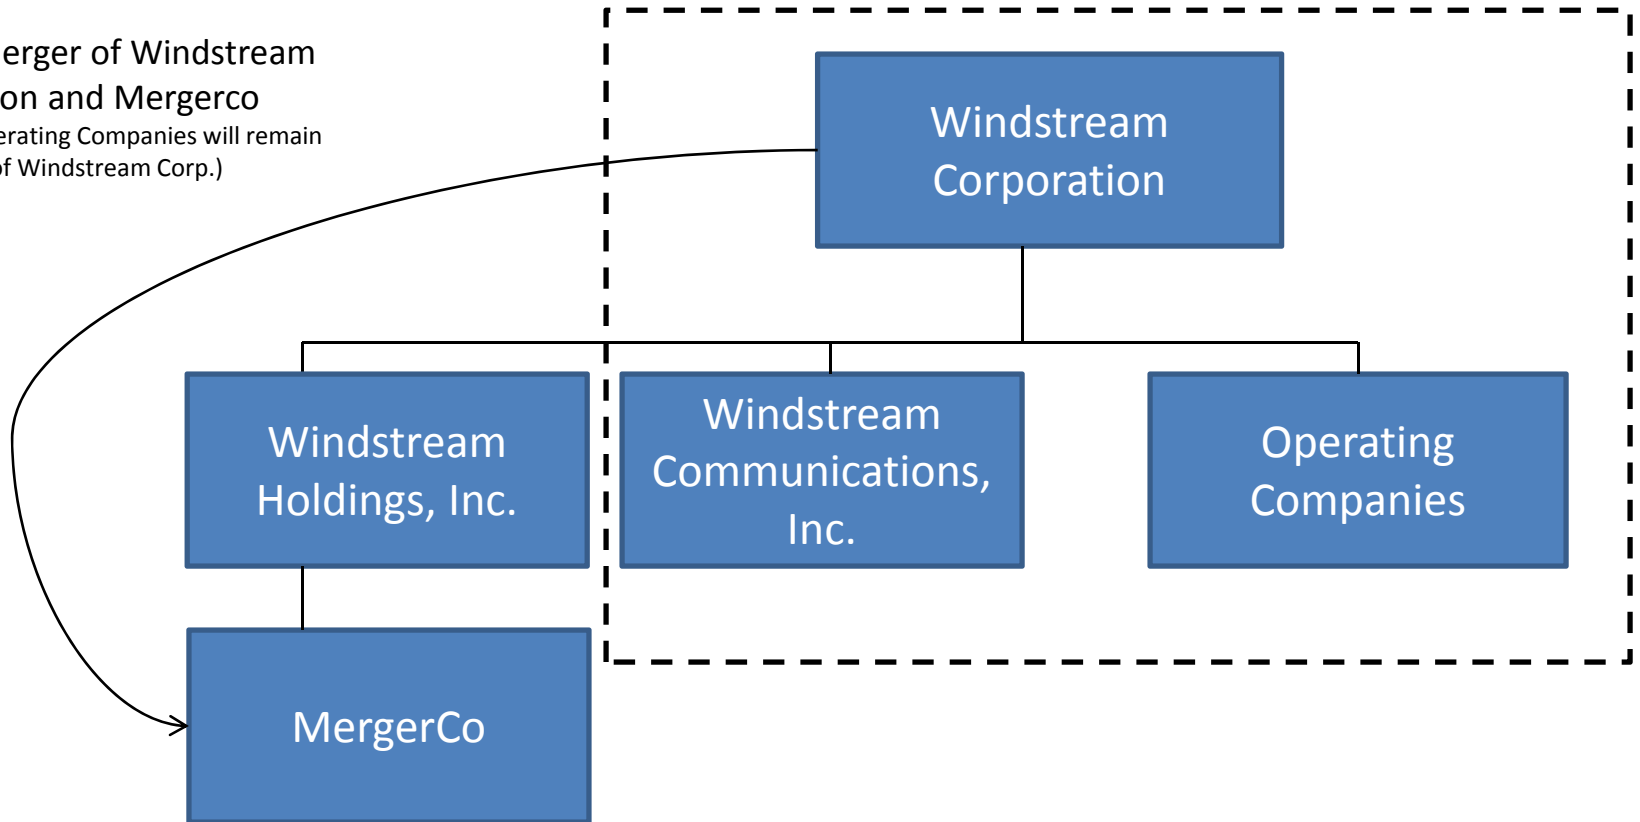 erger of Windstream
on and Mergerco
erating Companies will remain
of Windstream Corp.)
Windstream
Corporation
Windstream
Holdings, Inc.
Windstream
Communications,
Inc.
Operating
Companies
MergerCo